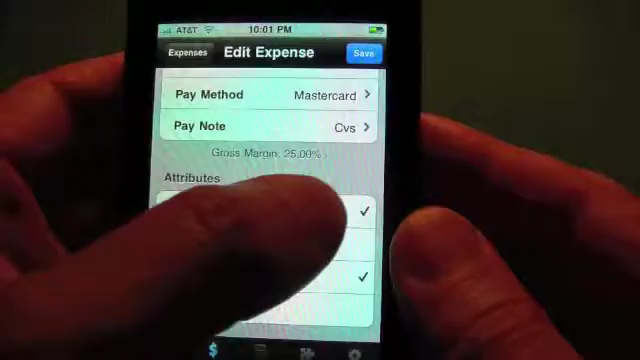 AT&T 10:01 PM
Expenses Edit Expense Save
Pay Method Mastercard
Pay Note Cvs
Gross Margin: 25.00%
Attributes
$